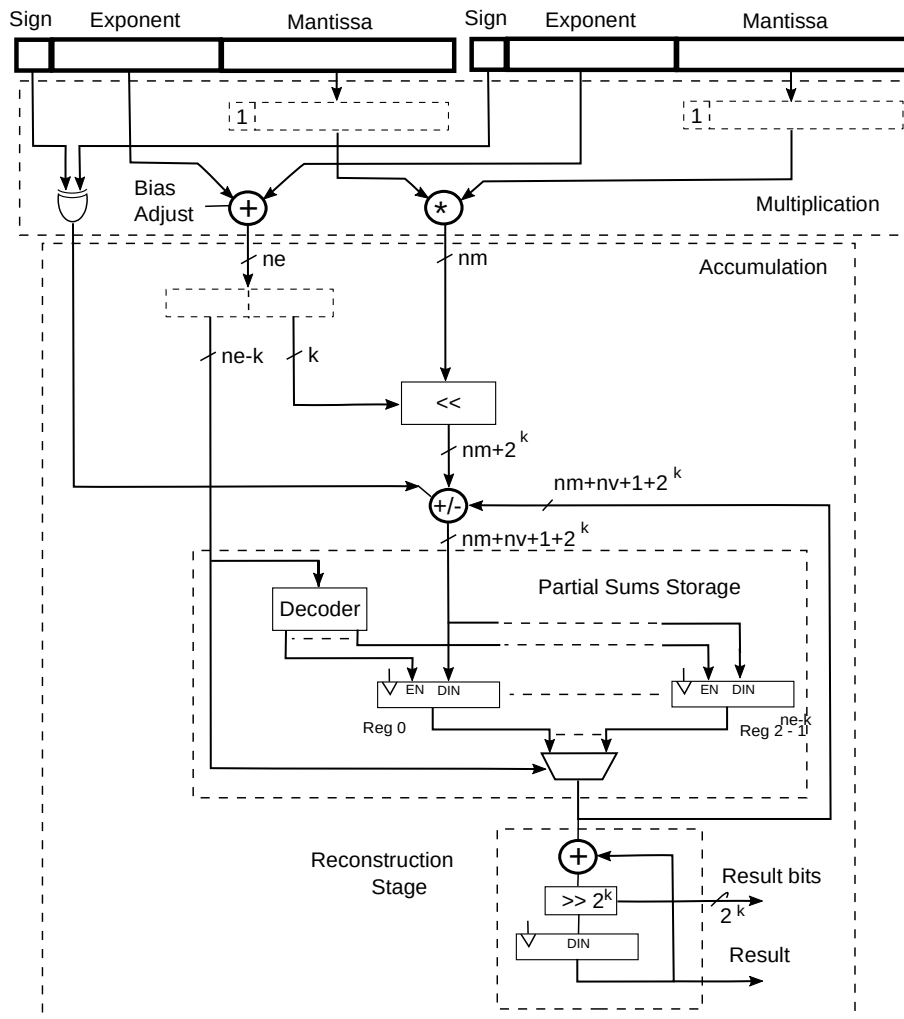 Sign Exponent Mantissa Sign Exponent Mantissa
1 1
Bias
Adjust + * Multiplication
ne nm Accumulation
ne-k k
<<
nm+2^k
nm+nv+1+2^k
+/-
nm+nv+1+2^k
Partial Sums Storage
Decoder
EN DIN EN DIN
Reg 0 Reg 2^ne-k - 1
+
Reconstruction
Stage
>> 2^k
Result bits
2^k
DIN
Result